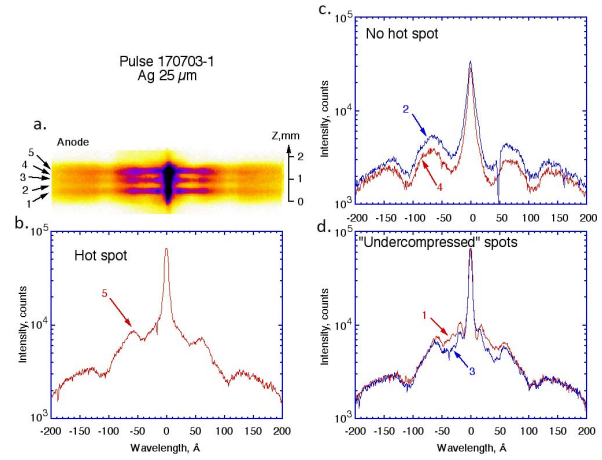 Pulse 170703-1
Ag 25 µm
a.
Anode
Z,mm
5
4
3
2
1
2
1
0
b.
Hot spot
5
10^5
10^4
10^3
Intensity, counts
-200 -150 -100 -50 0 50 100 150 200
Wavelength, Å
c.
No hot spot
2
4
10^5
10^4
10^3
Intensity, counts
-200 -150 -100 -50 0 50 100 150 200
d.
"Undercompressed" spots
1
3
10^5
10^4
10^3
Intensity, counts
-200 -150 -100 -50 0 50 100 150 200
Wavelength, Å